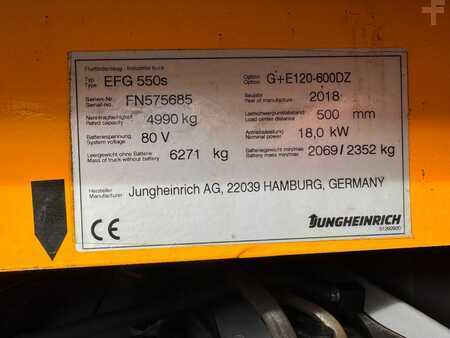 Flurförderzeug - Industrial truck
Typ Type EFG 550s Option Option G+E120-600DZ
Serien-Nr. Serial-No. FN575685 Baujahr Year of manufacture 2018
Nenntragfähigkeit Rated capacity 4990 kg Lastschwerpunktabstand Load center distance 500 mm
Batteriespannung System voltage 80 V Antriebsleistung Nominal power 18,0 kW
Leergewicht ohne Batterie Mass of truck without battery 6271 kg Batteriegewicht min/max Battery mass min/max 2069/2352 kg
Hersteller Manufacturer Jungheinrich AG, 22039 HAMBURG, GERMANY
CE JUNGHEINRICH